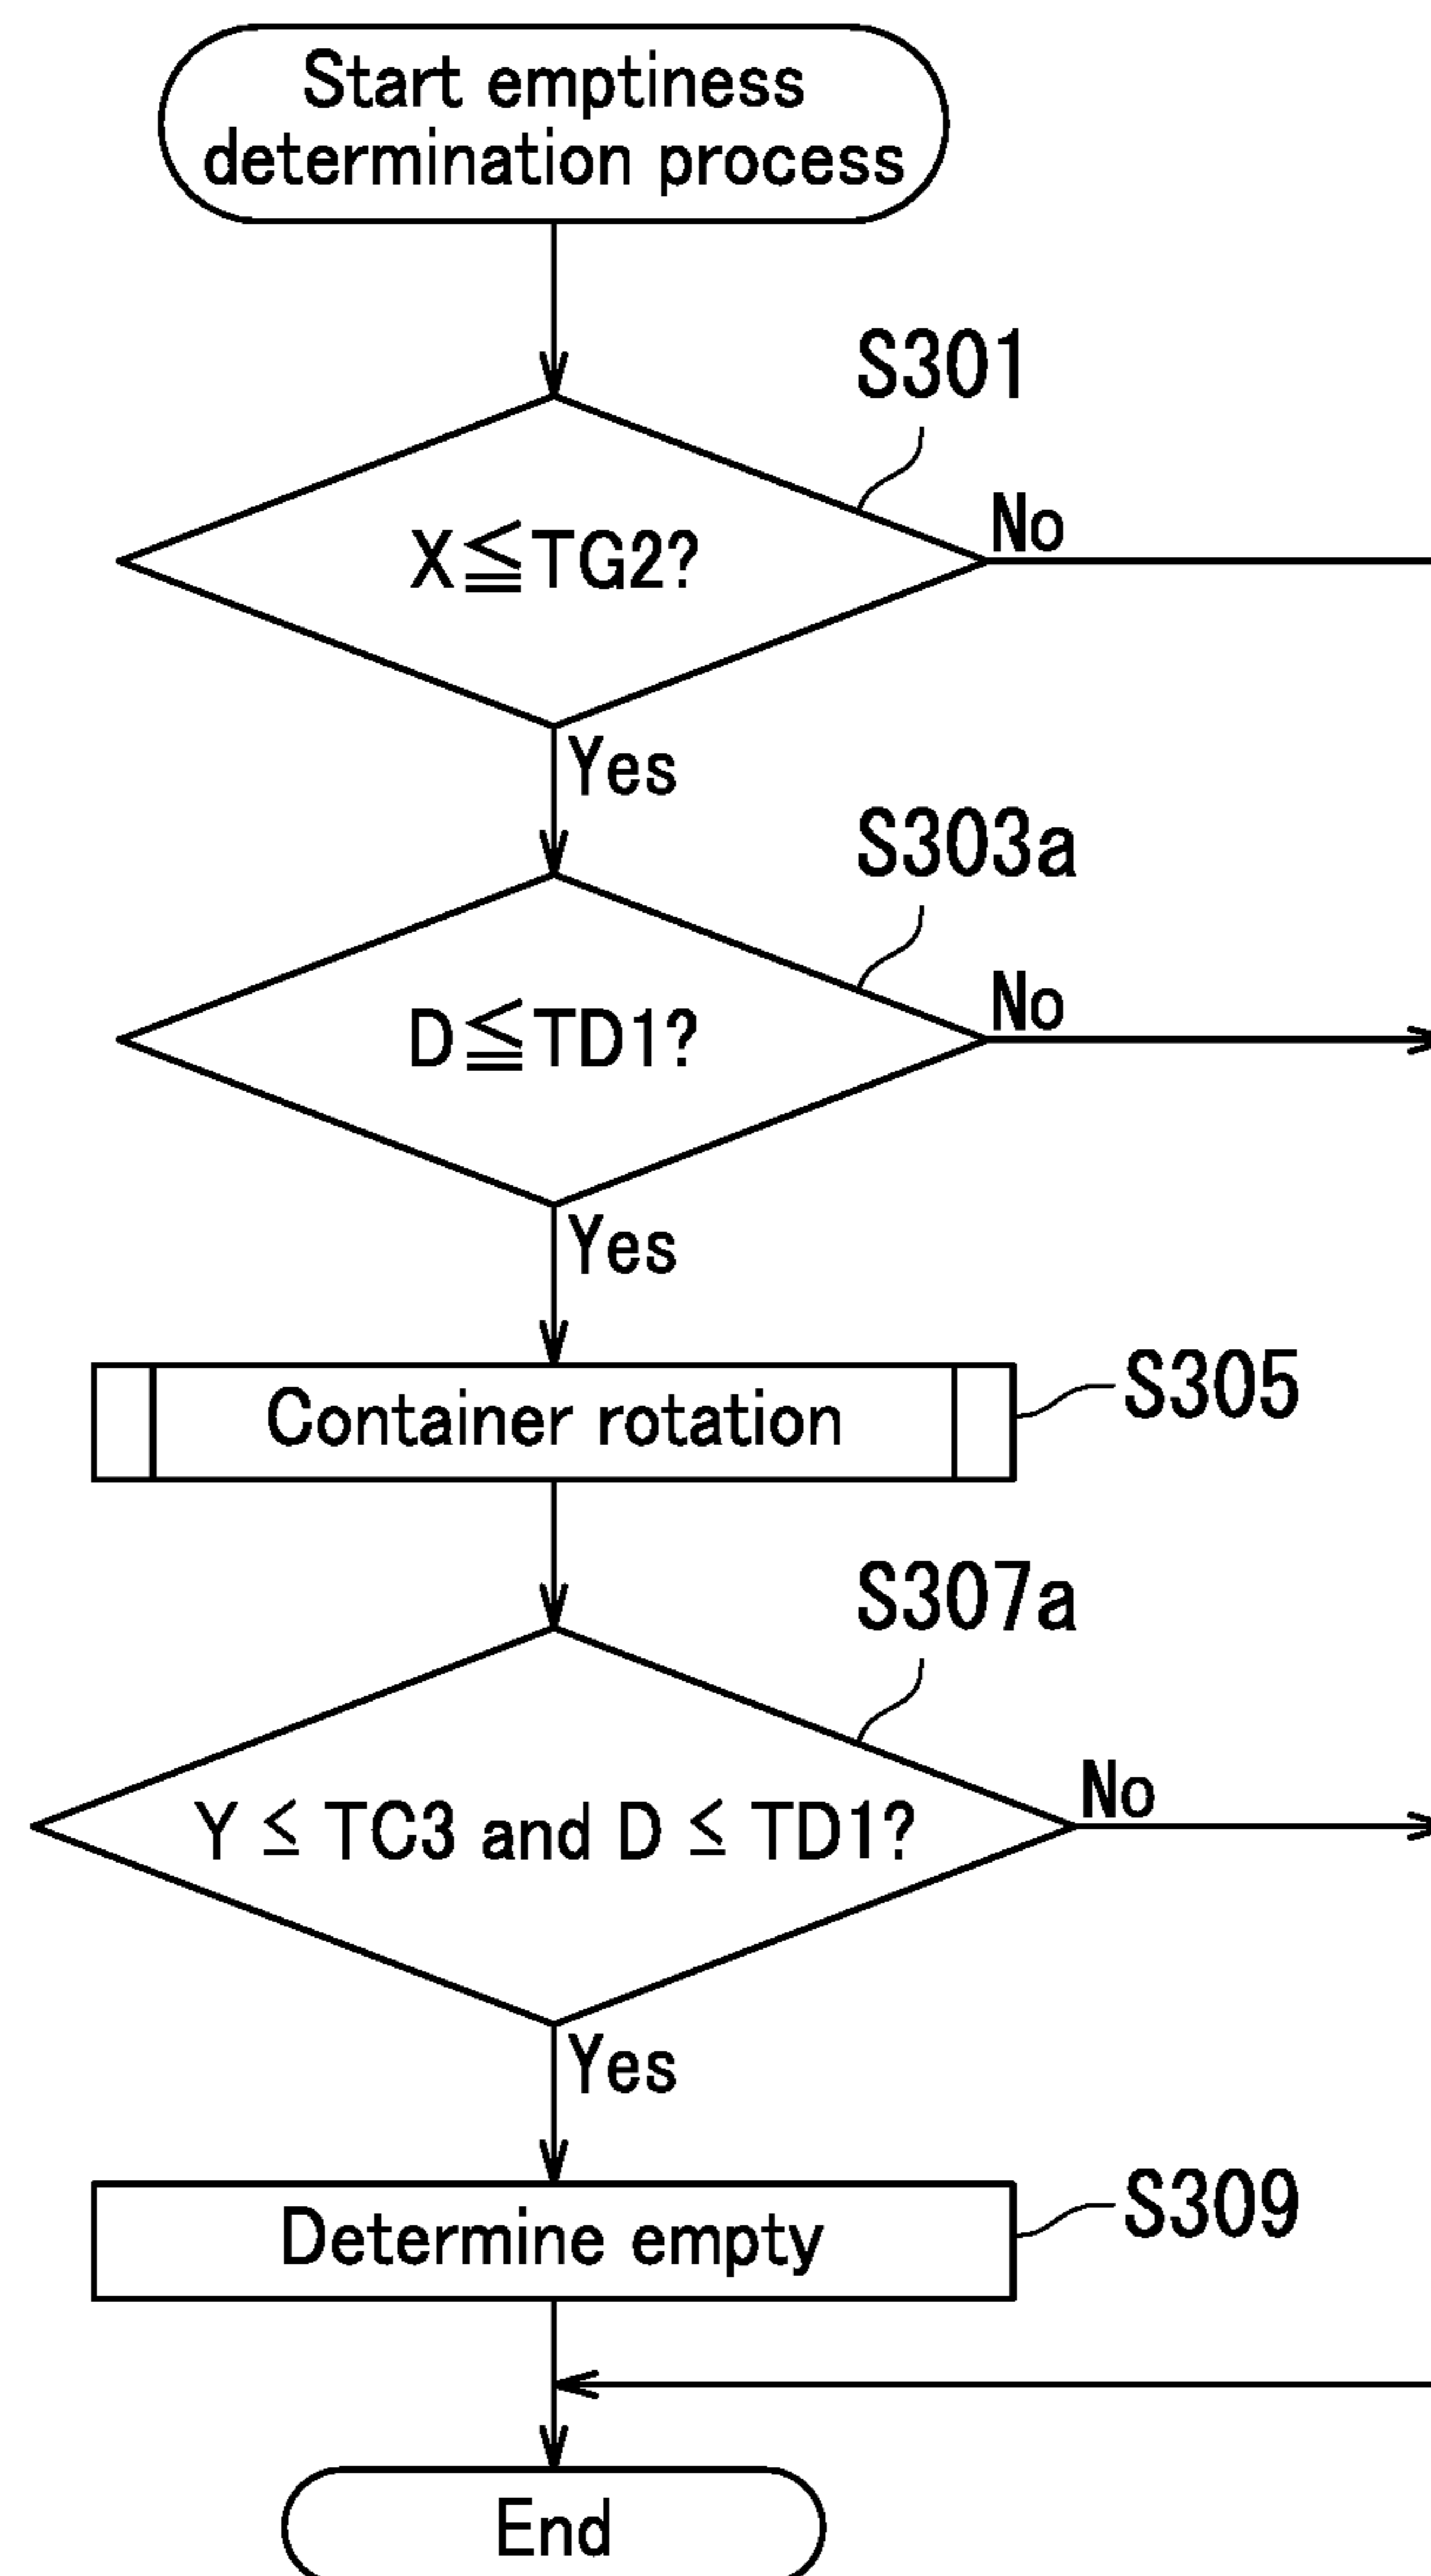 Start emptiness
determination process
S301
X≦TG2?
No
Yes
S303a
D≦TD1?
No
Yes
Container rotation
S305
S307a
Y ≤ TC3 and D ≤ TD1?
No
Yes
Determine empty
S309
End